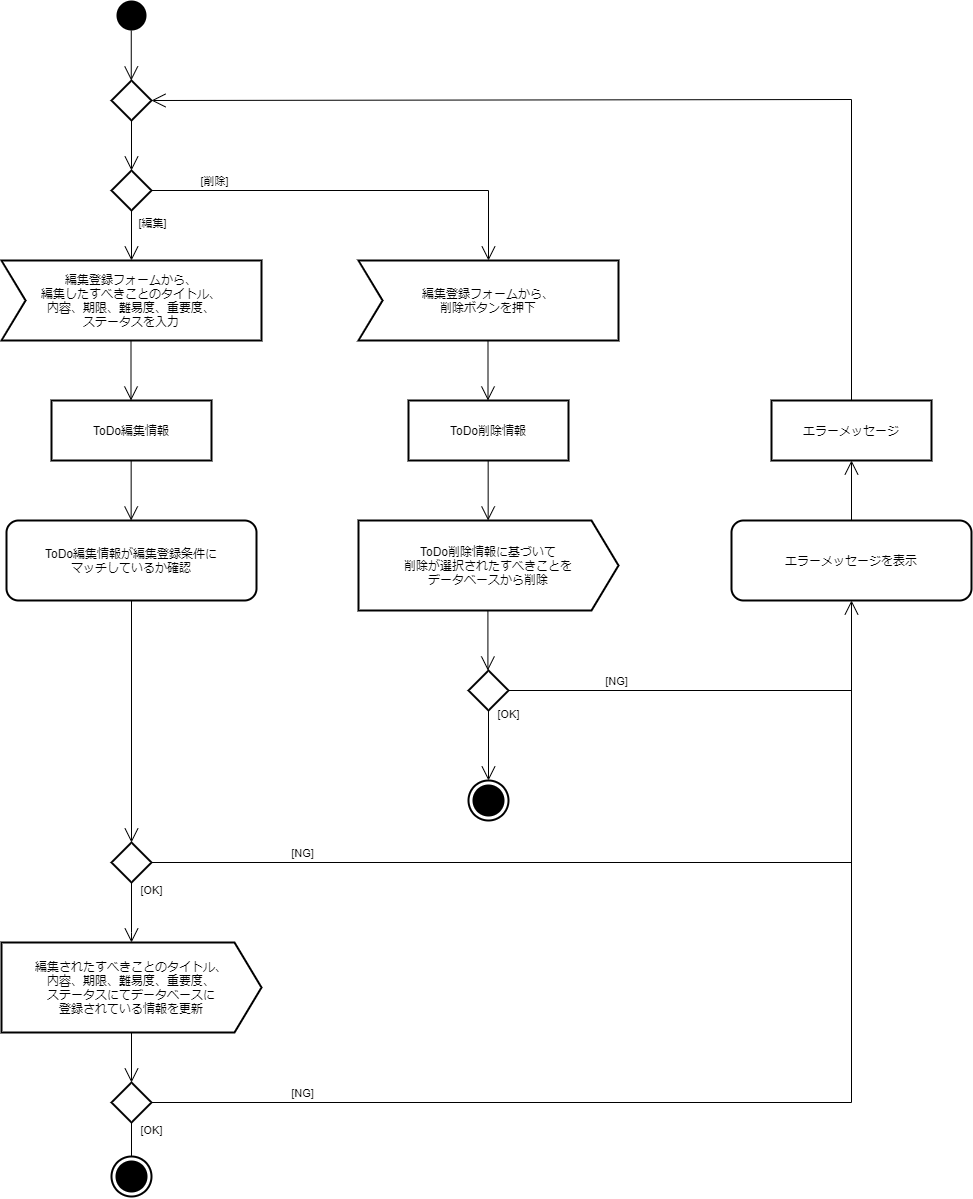 [削除]
[編集]
編集登録フォームから、
編集したすべきことのタイトル、
内容、期限、難易度、重要度、
ステータスを入力
編集登録フォームから、
削除ボタンを押下
ToDo編集情報
ToDo削除情報
エラーメッセージ
ToDo編集情報が編集登録条件に
マッチしているか確認
ToDo削除情報に基づいて
削除が選択されたすべきことを
データベースから削除
エラーメッセージを表示
[NG]
[OK]
[NG]
[OK]
編集されたすべきことのタイトル、
内容、期限、難易度、重要度、
ステータスにてデータベースに
登録されている情報を更新
[NG]
[OK]